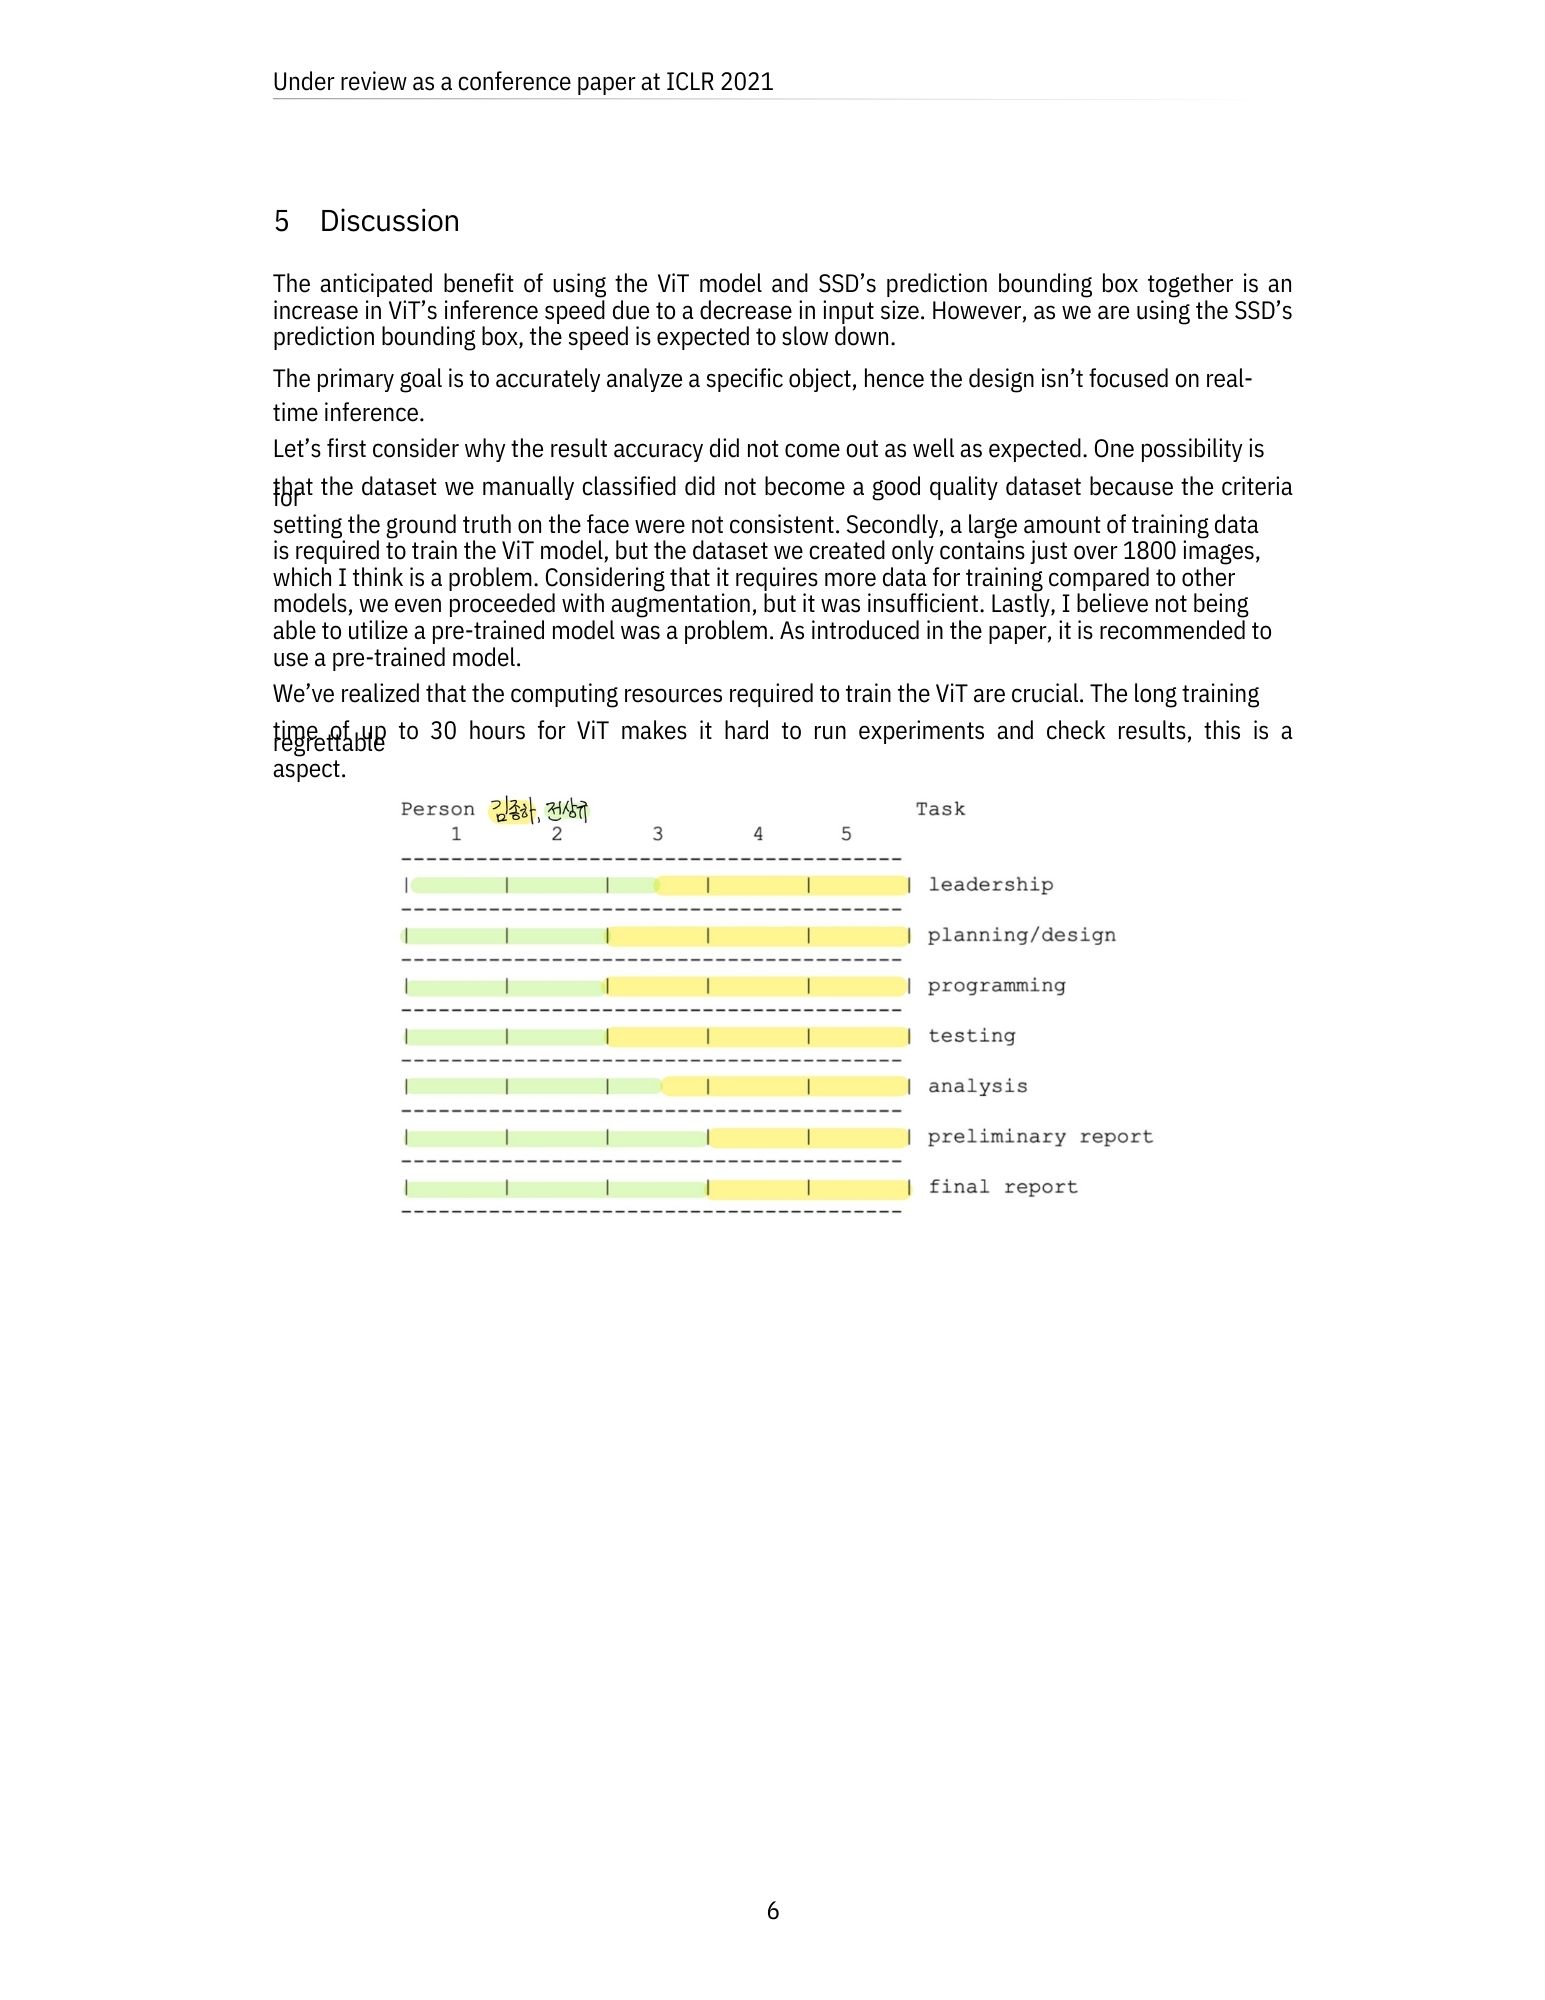 Under review as a conference paper at ICLR 2021
5 Discussion
The anticipated benefit of using the ViT model and SSD’s prediction bounding box together is an
increase in ViT’s inference speed due to a decrease in input size. However, as we are using the SSD’s
prediction bounding box, the speed is expected to slow down.
The primary goal is to accurately analyze a specific object, hence the design isn’t focused on real-
time inference.
Let’s first consider why the result accuracy did not come out as well as expected. One possibility is
that the dataset we manually classified did not become a good quality dataset because the criteria
for
setting the ground truth on the face were not consistent. Secondly, a large amount of training data
is required to train the ViT model, but the dataset we created only contains just over 1800 images,
which I think is a problem. Considering that it requires more data for training compared to other
models, we even proceeded with augmentation, but it was insufficient. Lastly, I believe not being
able to utilize a pre-trained model was a problem. As introduced in the paper, it is recommended to
use a pre-trained model.
We’ve realized that the computing resources required to train the ViT are crucial. The long training
time of up to 30 hours for ViT makes it hard to run experiments and check results, this is a
regrettable
aspect.
Person 김종하, 전상규 Task
1 2 3 4 5
leadership
planning/design
programming
testing
analysis
preliminary report
final report
6